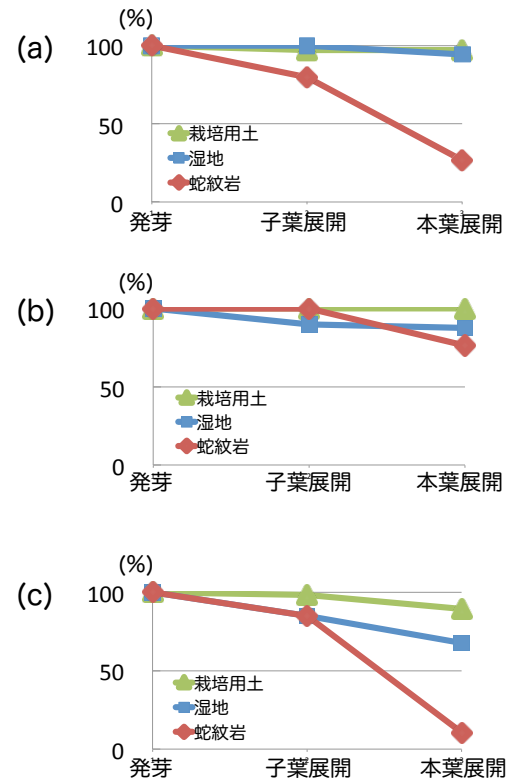 (%)
(a)
100
50
栽培用土
湿地
蛇紋岩
0
発芽 子葉展開 本葉展開
(%)
(b)
100
50
栽培用土
湿地
蛇紋岩
0
発芽 子葉展開 本葉展開
(%)
(c)
100
50
栽培用土
湿地
蛇紋岩
0
発芽 子葉展開 本葉展開